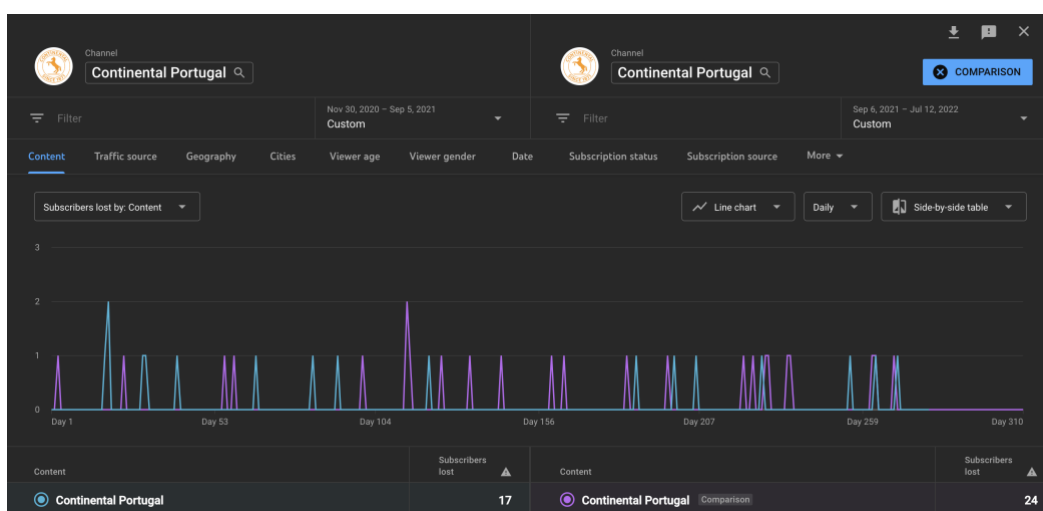 Channel
Continental Portugal
Channel
Continental Portugal
COMPARISON
Filter
Nov 30, 2020 – Sep 5, 2021
Custom
Filter
Sep 6, 2021 – Jul 12, 2022
Custom
Content Traffic source Geography Cities Viewer age Viewer gender Date Subscription status Subscription source More
Subscribers lost by: Content
Line chart
Daily
Side-by-side table
3
2
1
0
Day 1 Day 53 Day 104 Day 156 Day 207 Day 259 Day 310
Content
Subscribers
lost
Content
Subscribers
lost
Continental Portugal 17
Continental Portugal Comparison 24